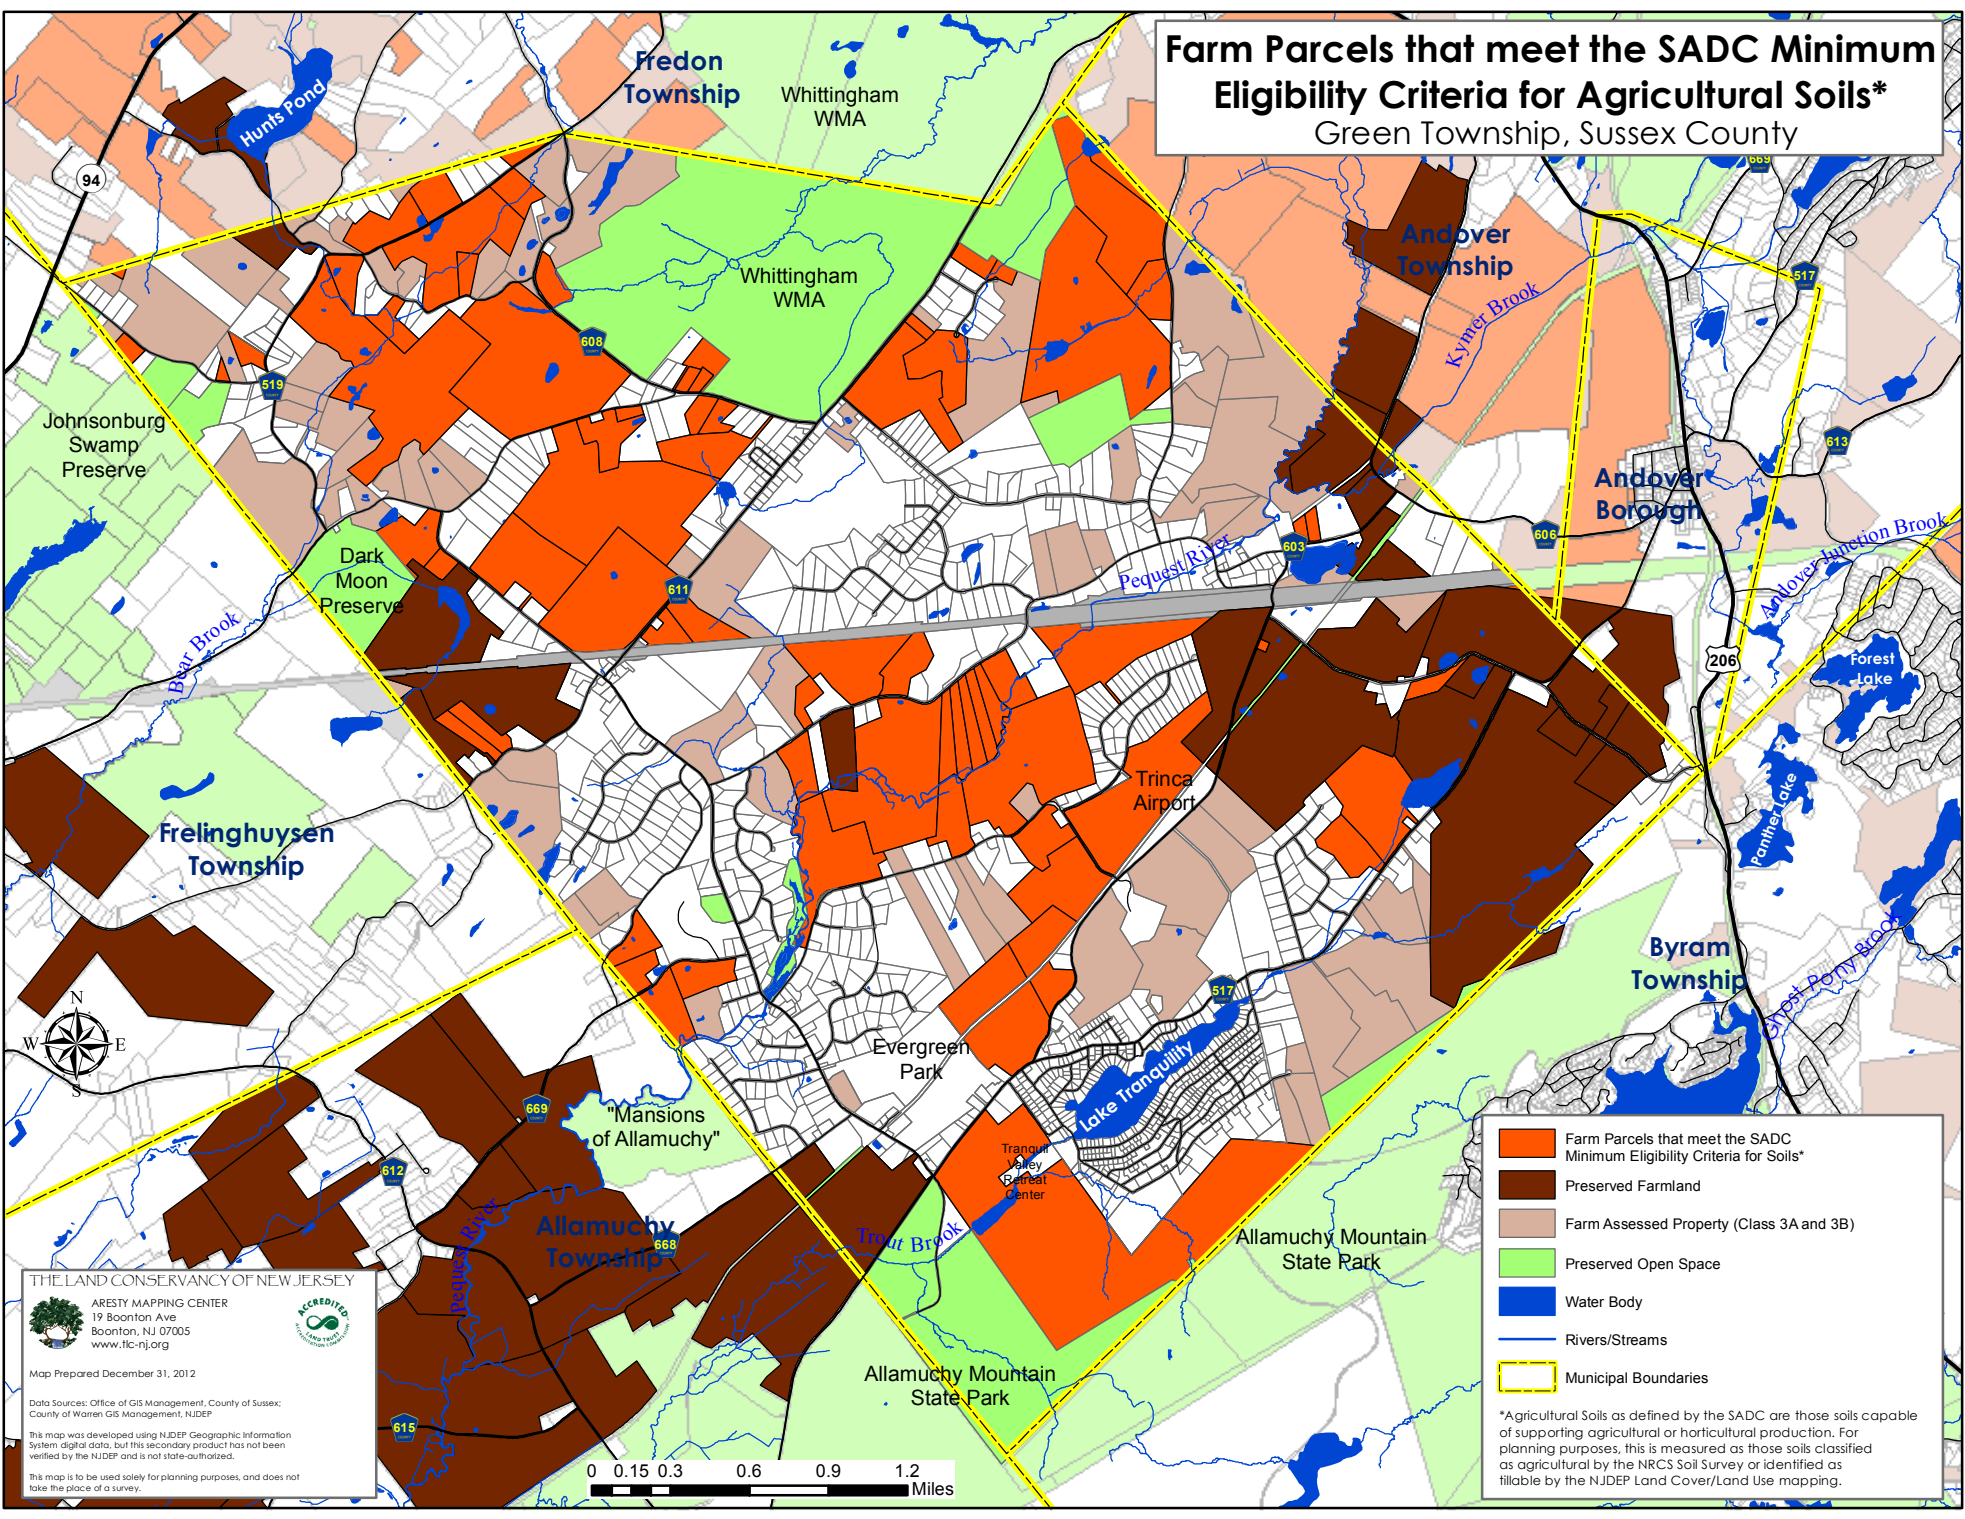 Farm Parcels that meet the SADC Minimum
Eligibility Criteria for Agricultural Soils*
Green Township, Sussex County
Fredon
Township
Whittingham
WMA
Hunts Pond
94
669
Andover
Township
517
Whittingham
WMA
Kymer Brook
608
519
Johnsonburg
Swamp
Preserve
613
Andover
Borough
606
603
Andover Junction Brook
Dark
Moon
Preserve
Pequest River
611
Bear Brook
206
Forest
Lake
Trinca
Airport
Panther Lake
Frelinghuysen
Township
Byram
Township
Ghost Pony Brook
517
N
W
E
S
Evergreen
Park
Lake Tranquility
669
"Mansions
of Allamuchy"
Tranquil
Valley
Retreat
Center
612
Pequest River
Allamuchy
Township
668
Trout Brook
Allamuchy Mountain
State Park
Allamuchy Mountain
State Park
615
THE LAND CONSERVANCY OF NEW JERSEY
ARESTY MAPPING CENTER
19 Boonton Ave
Boonton, NJ 07005
www.tlc-nj.org
ACCREDITED
LAND TRUST
ACCREDITATION COMMISSION
Map Prepared December 31, 2012
Data Sources: Office of GIS Management, County of Sussex;
County of Warren GIS Management, NJDEP
This map was developed using NJDEP Geographic Information
System digital data, but this secondary product has not been
verified by the NJDEP and is not state-authorized.
This map is to be used solely for planning purposes, and does not
take the place of a survey.
0 0.15 0.3 0.6 0.9 1.2
Miles
Farm Parcels that meet the SADC
Minimum Eligibility Criteria for Soils*
Preserved Farmland
Farm Assessed Property (Class 3A and 3B)
Preserved Open Space
Water Body
Rivers/Streams
Municipal Boundaries
*Agricultural Soils as defined by the SADC are those soils capable
of supporting agricultural or horticultural production. For
planning purposes, this is measured as those soils classified
as agricultural by the NRCS Soil Survey or identified as
tillable by the NJDEP Land Cover/Land Use mapping.